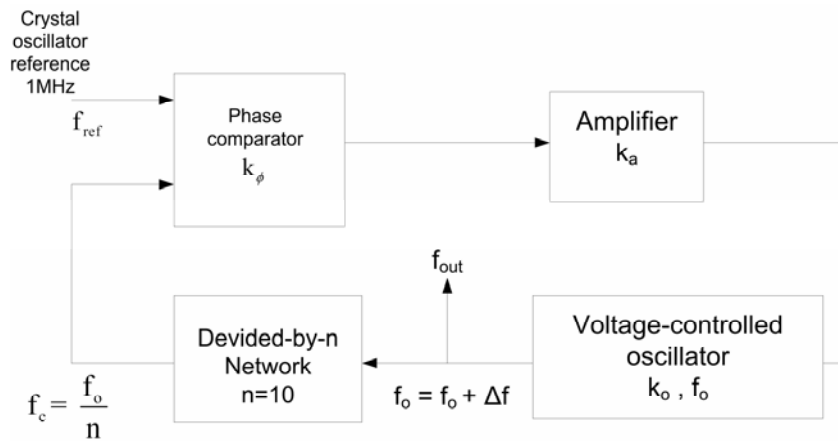 Crystal
oscillator
reference
1MHz
f_ref
Phase
comparator
k_ϕ
Amplifier
k_a
f_out
Devided-by-n
Network
n=10
f_c = f_o / n
f_o = f_o + Δf
Voltage-controlled
oscillator
k_o , f_o